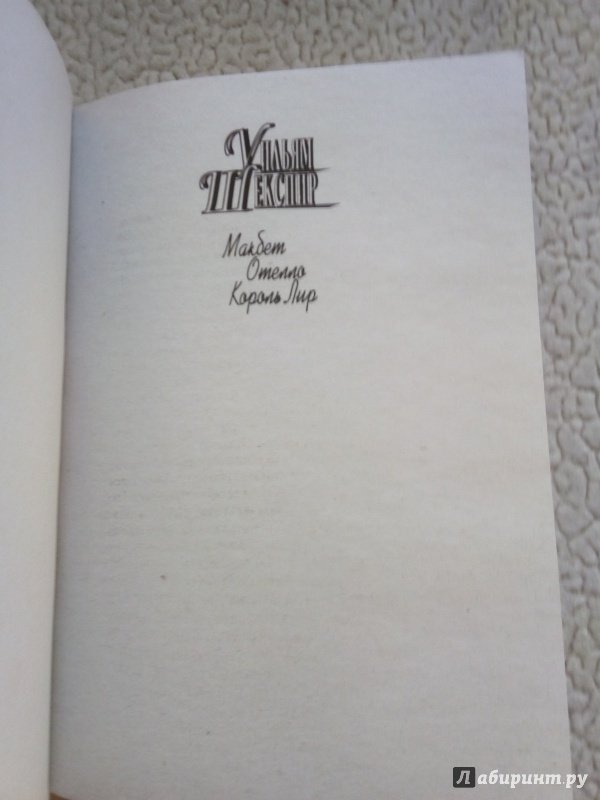 Уильям
Шекспир
Макбет
Отелло
Король Лир
Лабиринт.ру